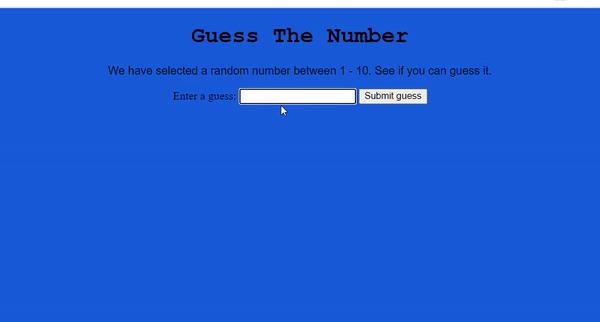 Guess The Number
We have selected a random number between 1 - 10. See if you can guess it.
Enter a guess: Submit guess